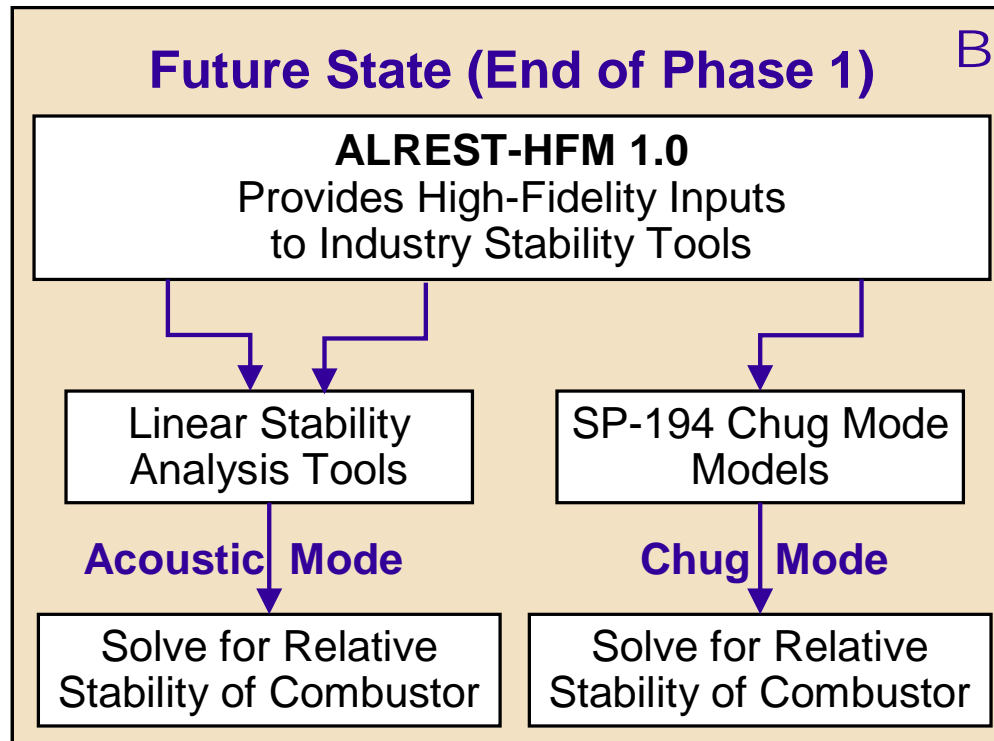 B
Future State (End of Phase 1)
ALREST-HFM 1.0
Provides High-Fidelity Inputs
to Industry Stability Tools
Linear Stability
Analysis Tools
SP-194 Chug Mode
Models
Acoustic Mode
Chug Mode
Solve for Relative
Stability of Combustor
Solve for Relative
Stability of Combustor